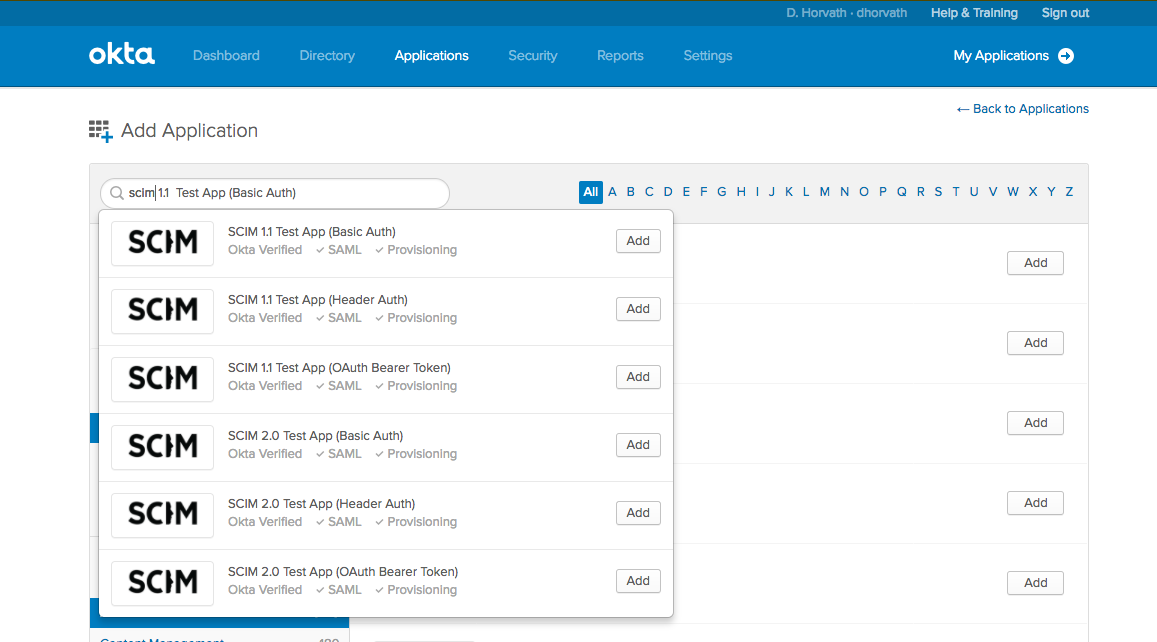 D. Horvath · dhorvath Help & Training Sign out
okta Dashboard Directory Applications Security Reports Settings My Applications
← Back to Applications
Add Application
scim 1.1 Test App (Basic Auth)
All A B C D E F G H I J K L M N O P Q R S T U V W X Y Z
SCIM
SCIM 1.1 Test App (Basic Auth)
Okta Verified ✓ SAML ✓ Provisioning
Add
Add
SCIM
SCIM 1.1 Test App (Header Auth)
Okta Verified ✓ SAML ✓ Provisioning
Add
Add
SCIM
SCIM 1.1 Test App (OAuth Bearer Token)
Okta Verified ✓ SAML ✓ Provisioning
Add
Add
SCIM
SCIM 2.0 Test App (Basic Auth)
Okta Verified ✓ SAML ✓ Provisioning
Add
Add
SCIM
SCIM 2.0 Test App (Header Auth)
Okta Verified ✓ SAML ✓ Provisioning
Add
Add
SCIM
SCIM 2.0 Test App (OAuth Bearer Token)
Okta Verified ✓ SAML ✓ Provisioning
Add
Content Management